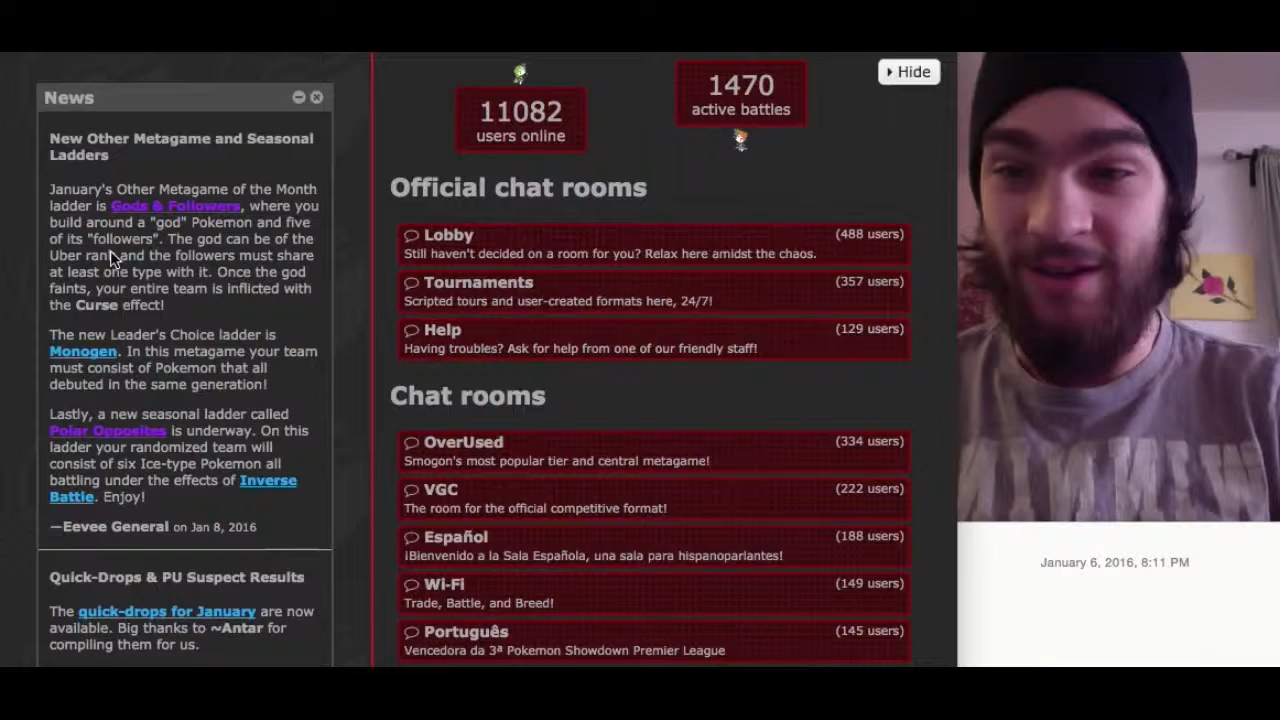 News
New Other Metagame and Seasonal
Ladders
January's Other Metagame of the Month
ladder is Gods & Followers, where you
build around a "god" Pokemon and five
of its "followers". The god can be of the
Uber rank and the followers must share
at least one type with it. Once the god
faints, your entire team is inflicted with
the Curse effect!
The new Leader's Choice ladder is
Monogen. In this metagame your team
must consist of Pokemon that all
debuted in the same generation!
Lastly, a new seasonal ladder called
Polar Opposites is underway. On this
ladder your randomized team will
consist of six Ice-type Pokemon all
battling under the effects of Inverse
Battle. Enjoy!
—Eevee General on Jan 8, 2016
Quick-Drops & PU Suspect Results
The quick-drops for January are now
available. Big thanks to ~Antar for
compiling them for us.
11082
users online
1470
active battles
Hide
Official chat rooms
Lobby (488 users)
Still haven't decided on a room for you? Relax here amidst the chaos.
Tournaments (357 users)
Scripted tours and user-created formats here, 24/7!
Help (129 users)
Having troubles? Ask for help from one of our friendly staff!
Chat rooms
OverUsed (334 users)
Smogon's most popular tier and central metagame!
VGC (222 users)
The room for the official competitive format!
Español (188 users)
¡Bienvenido a la Sala Española, una sala para hispanoparlantes!
Wi-Fi (149 users)
Trade, Battle, and Breed!
Português (145 users)
Vencedora da 3ª Pokemon Showdown Premier League
January 6, 2016, 8:11 PM